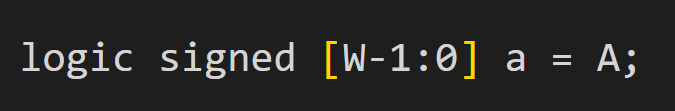 logic signed [W-1:0] a = A;